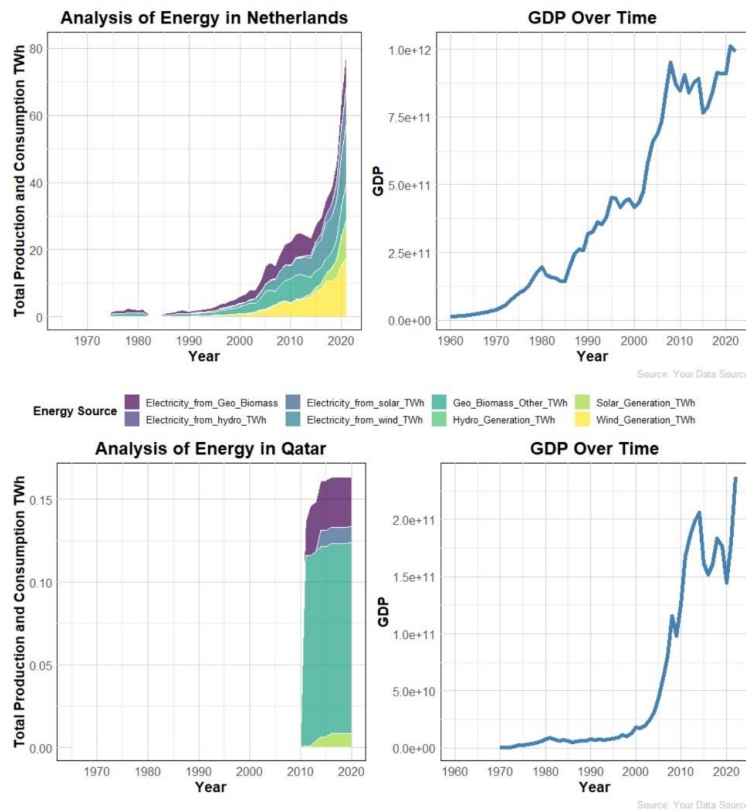 Analysis of Energy in Netherlands
GDP Over Time
Total Production and Consumption TWh
80
60
40
20
0
1970
1980
1990
2000
2010
2020
Year
GDP
1.0e+12
7.5e+11
5.0e+11
2.5e+11
0.0e+00
1960
1970
1980
1990
2000
2010
2020
Year
Source: Your Data Source
Energy Source
Electricity_from_Geo_Biomass
Electricity_from_solar_TWh
Geo_Biomass_Other_TWh
Solar_Generation_TWh
Electricity_from_hydro_TWh
Electricity_from_wind_TWh
Hydro_Generation_TWh
Wind_Generation_TWh
Analysis of Energy in Qatar
GDP Over Time
Total Production and Consumption TWh
0.15
0.10
0.05
0.00
1970
1980
1990
2000
2010
2020
Year
GDP
2.0e+11
1.5e+11
1.0e+11
5.0e+10
0.0e+00
1960
1970
1980
1990
2000
2010
2020
Year
Source: Your Data Source